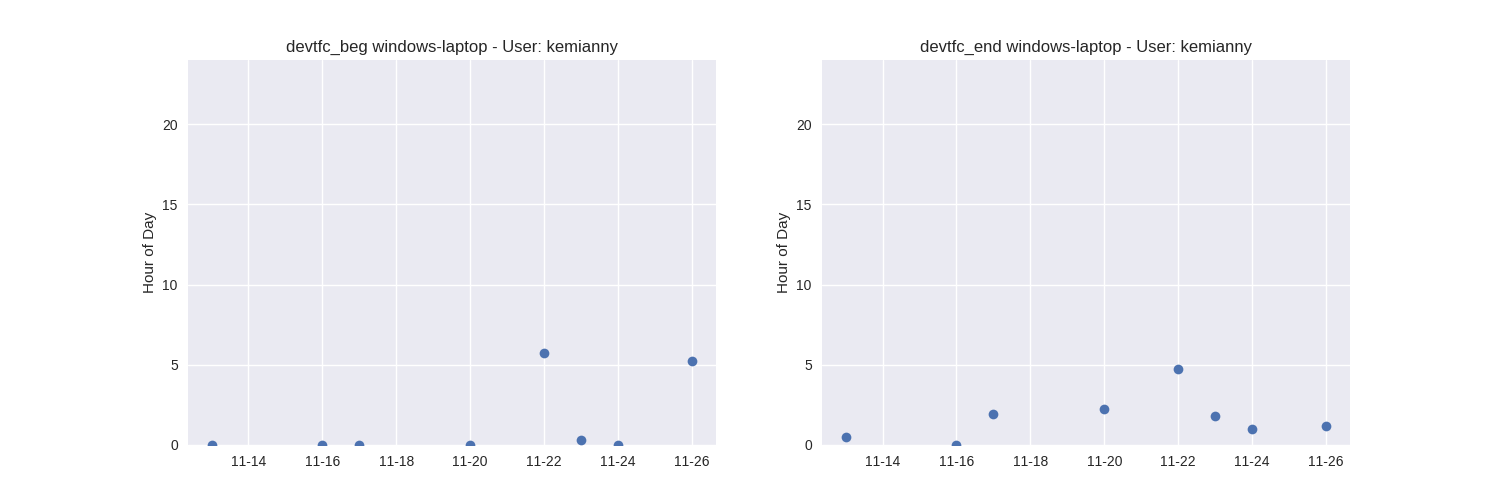 devtfc_beg windows-laptop - User: kemianny
Hour of Day
20
15
10
5
0
11-14 11-16 11-18 11-20 11-22 11-24 11-26
devtfc_end windows-laptop - User: kemianny
Hour of Day
20
15
10
5
0
11-14 11-16 11-18 11-20 11-22 11-24 11-26